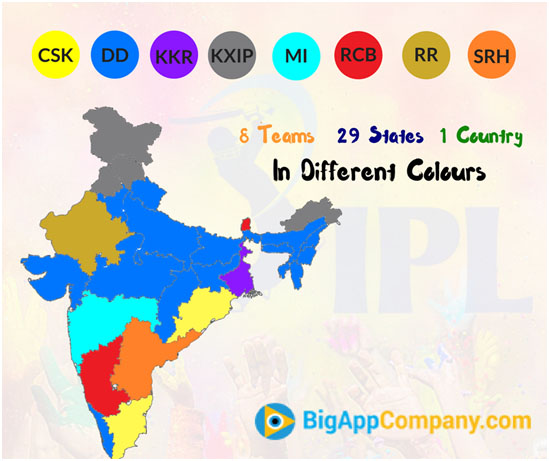 CSK DD KKR KXIP MI RCB RR SRH
8 Teams 29 States 1 Country
In Different Colours
IPL
BigAppCompany.com